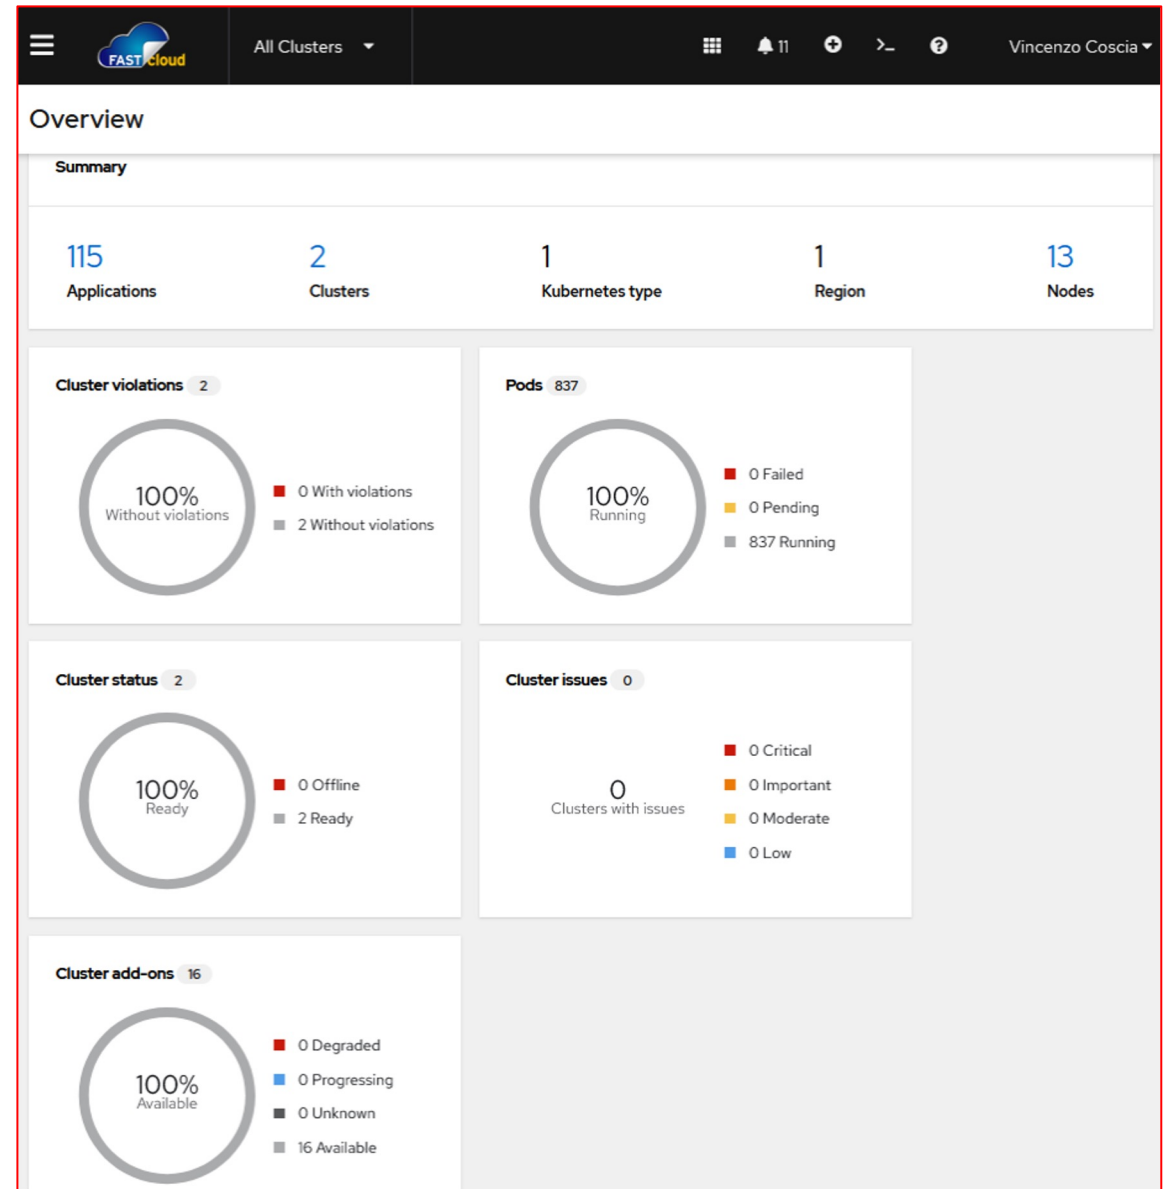 FAST cloud
All Clusters
11
Vincenzo Coscia
Overview
Summary
115
Applications
2
Clusters
1
Kubernetes type
1
Region
13
Nodes
Cluster violations 2
100%
Without violations
0 With violations
2 Without violations
Pods 837
100%
Running
0 Failed
0 Pending
837 Running
Cluster status 2
100%
Ready
0 Offline
2 Ready
Cluster issues 0
0
Clusters with issues
0 Critical
0 Important
0 Moderate
0 Low
Cluster add-ons 16
100%
Available
0 Degraded
0 Progressing
0 Unknown
16 Available